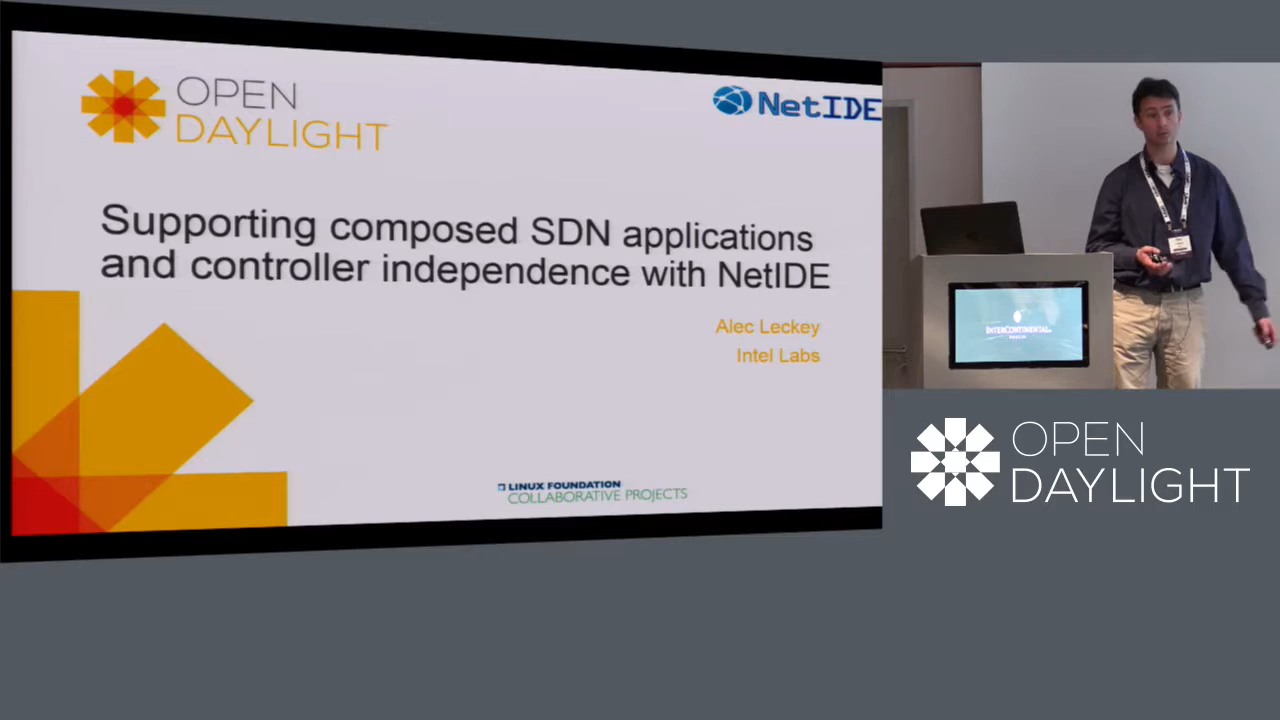 OPEN
DAYLIGHT
NetIDE
Supporting composed SDN applications
and controller independence with NetIDE
Alec Leckey
Intel Labs
LINUX FOUNDATION
COLLABORATIVE PROJECTS
INTERCONTINENTAL
OPEN
DAYLIGHT